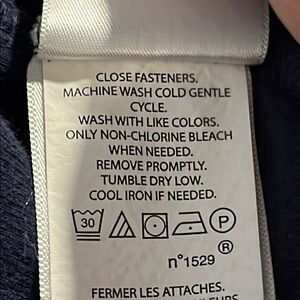 CLOSE FASTENERS.
MACHINE WASH COLD GENTLE
CYCLE.
WASH WITH LIKE COLORS.
ONLY NON-CHLORINE BLEACH
WHEN NEEDED.
REMOVE PROMPTLY.
TUMBLE DRY LOW.
COOL IRON IF NEEDED.
30 P
®
n°1529
FERMER LES ATTACHES.